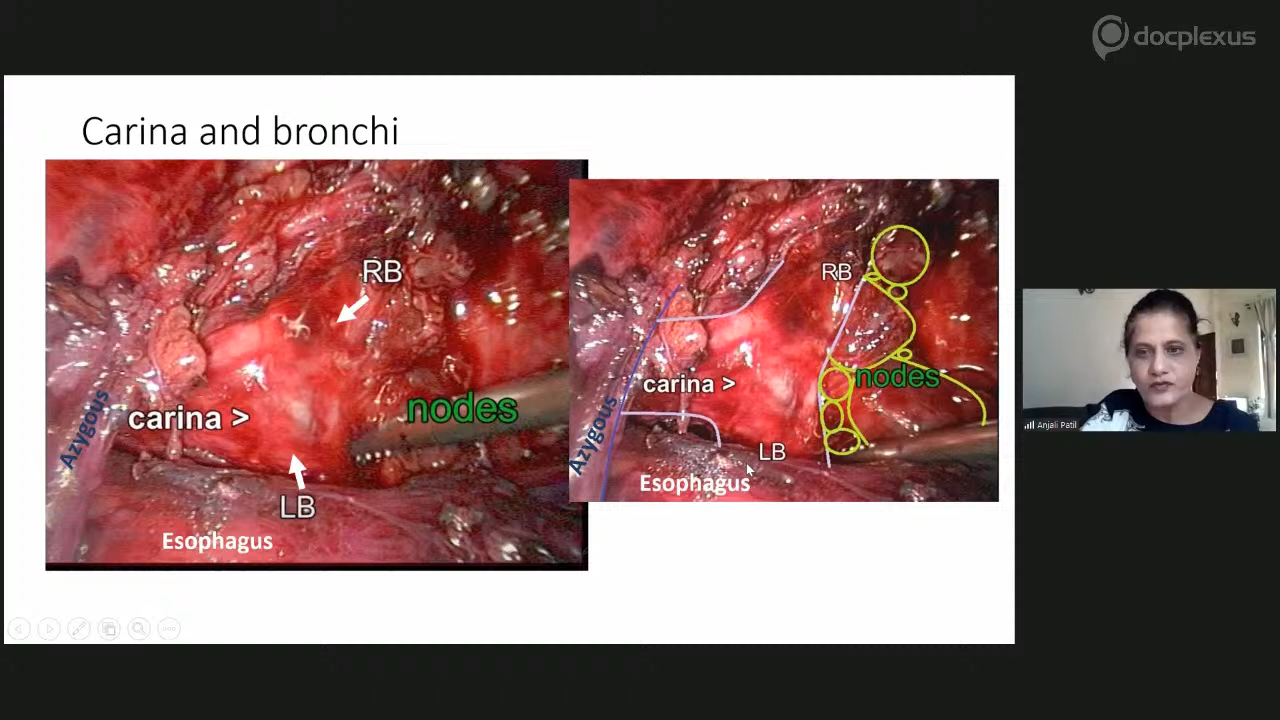 docplexus
Carina and bronchi
RB
carina >
nodes
Azygous
LB
Esophagus
RB
carina >
nodes
Azygous
LB
Esophagus
Anjali Patil